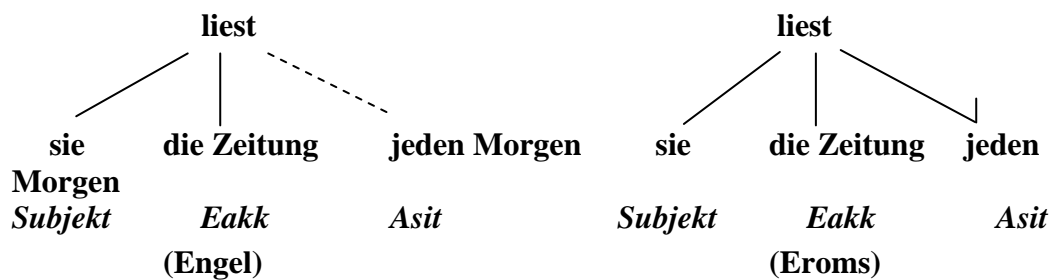 liest liest
sie die Zeitung jeden Morgen sie die Zeitung jeden
Morgen
Subjekt Eakk Asit Subjekt Eakk Asit
(Engel) (Eroms)